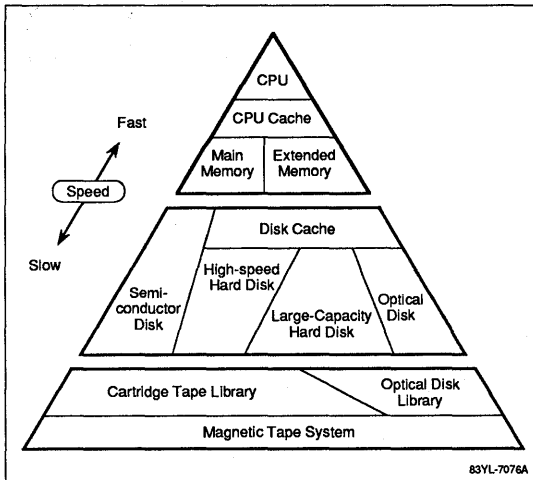 CPU
CPU Cache
Fast
Main
Memory
Extended
Memory
Speed
Slow
Disk Cache
High-speed
Hard Disk
Semi-
conductor
Disk
Large-Capacity
Hard Disk
Optical
Disk
Cartridge Tape Library
Optical Disk
Library
Magnetic Tape System
83YL-7076A